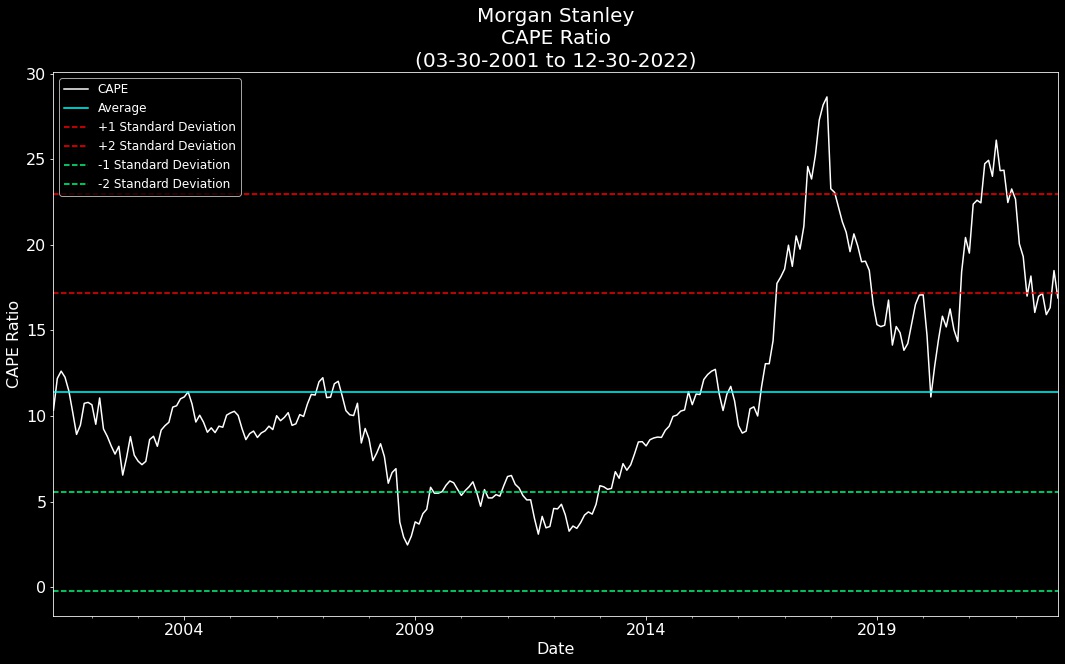 Morgan Stanley
CAPE Ratio
(03-30-2001 to 12-30-2022)
CAPE
Average
+1 Standard Deviation
+2 Standard Deviation
-1 Standard Deviation
-2 Standard Deviation
30
25
20
15
10
5
0
CAPE Ratio
2004
2009
2014
2019
Date